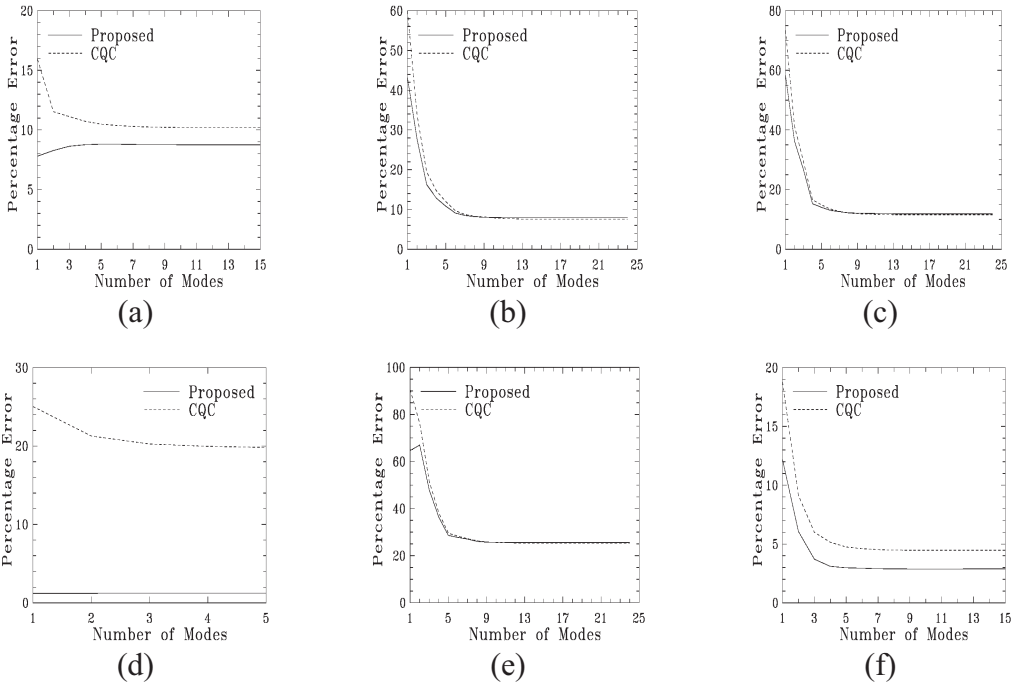 Percentage Error
20
15
10
5
0
Proposed
CQC
1 3 5 7 9 11 13 15
Number of Modes
(a)
Percentage Error
60
50
40
30
20
10
0
Proposed
CQC
1 5 9 13 17 21 25
Number of Modes
(b)
Percentage Error
80
60
40
20
0
Proposed
CQC
1 5 9 13 17 21 25
Number of Modes
(c)
Percentage Error
30
20
10
0
Proposed
CQC
1 2 3 4 5
Number of Modes
(d)
Percentage Error
100
80
60
40
20
0
Proposed
CQC
1 5 9 13 17 21 25
Number of Modes
(e)
Percentage Error
20
15
10
5
0
Proposed
CQC
1 3 5 7 9 11 13 15
Number of Modes
(f)